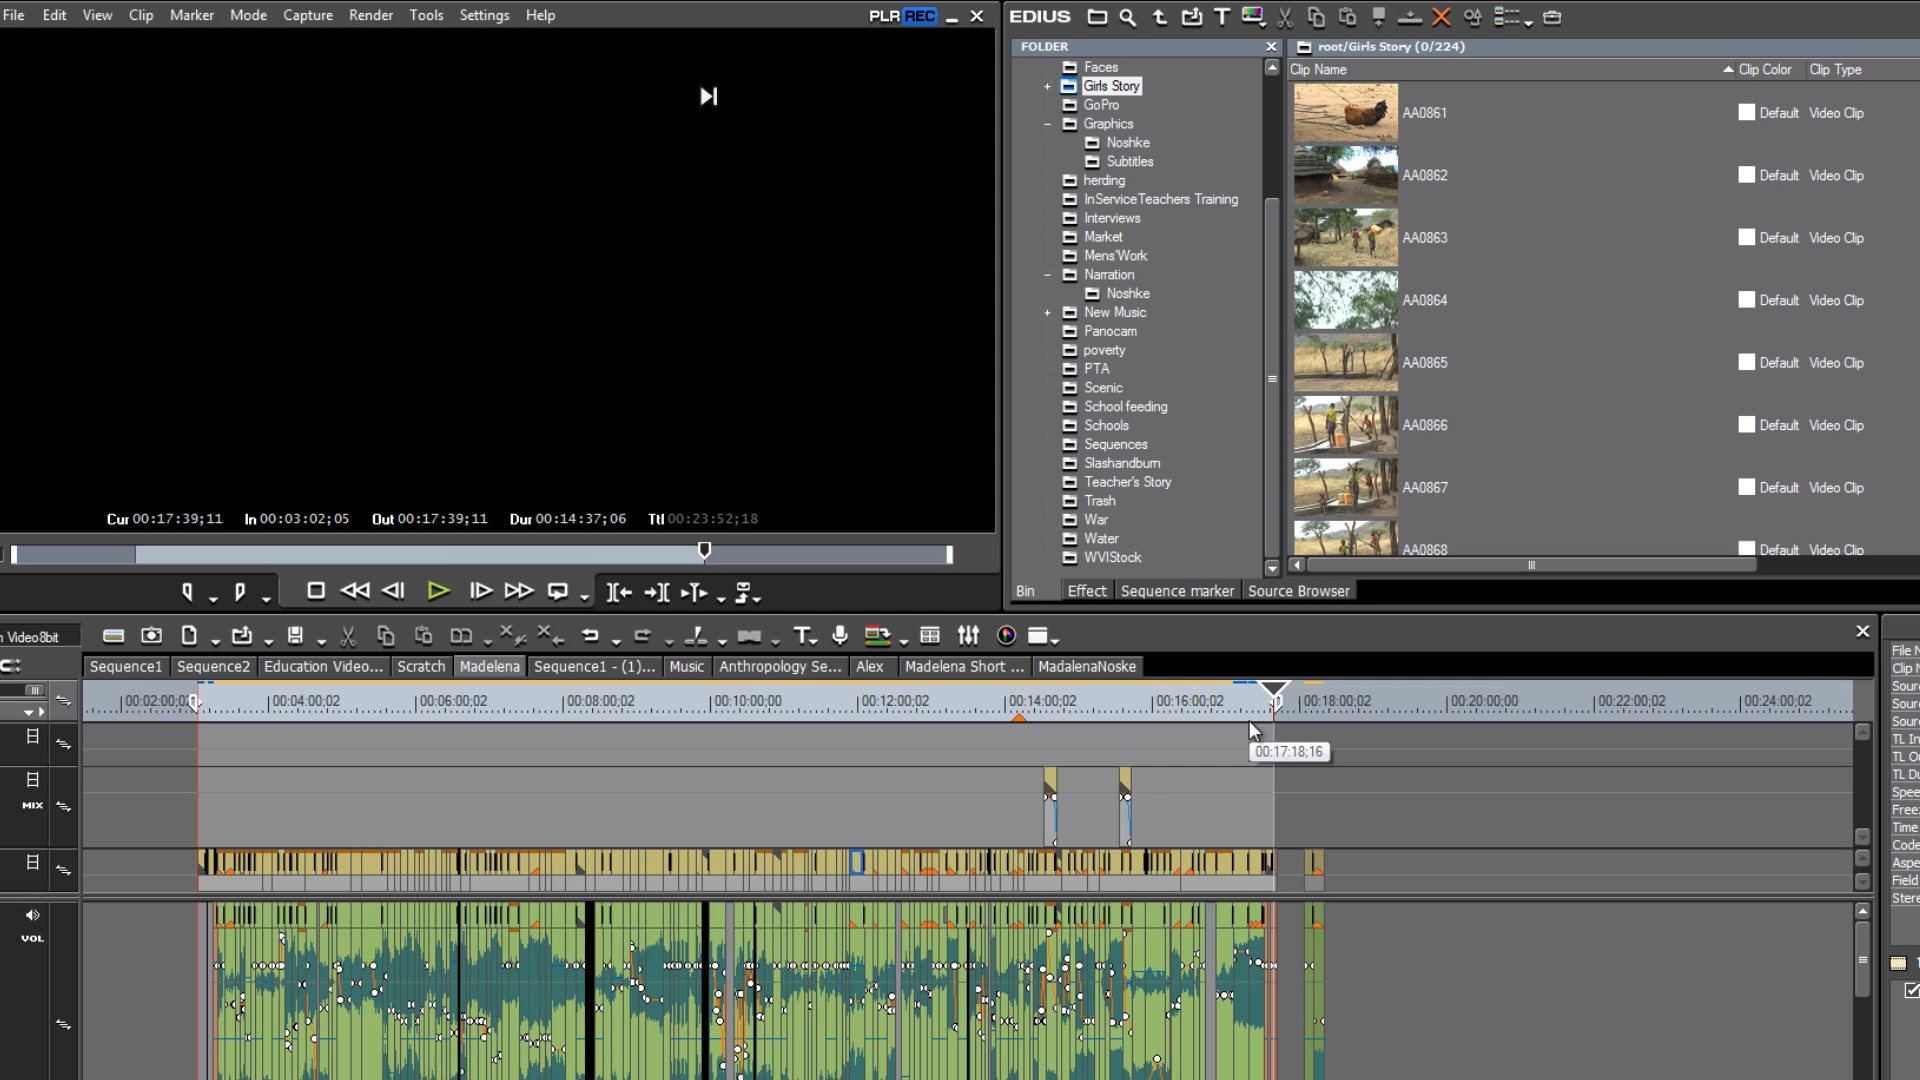 File Edit View Clip Marker Mode Capture Render Tools Settings Help
PLR REC
Cur 00:17:39;11 In 00:03:02;05 Out 00:17:39;11 Dur 00:14:37;06 Ttl 00:23:52;18
EDIUS
FOLDER
Faces
Girls Story
GoPro
Graphics
Noshke
Subtitles
herding
InServiceTeachers Training
Interviews
Market
Mens'Work
Narration
Noshke
New Music
Panocam
poverty
PTA
Scenic
School feeding
Schools
Sequences
Slashandburn
Teacher's Story
Trash
War
Water
WVIStock
Bin Effect Sequence marker Source Browser
root/Girls Story (0/224)
Clip Name Clip Color Clip Type
AA0861 Default Video Clip
AA0862 Default Video Clip
AA0863 Default Video Clip
AA0864 Default Video Clip
AA0865 Default Video Clip
AA0866 Default Video Clip
AA0867 Default Video Clip
AA0868 Default Video Clip
n Video8bit
Sequence1 Sequence2 Education Video... Scratch Madelena Sequence1 - (1)... Music Anthropology Se... Alex Madelena Short ... MadalenaNoske
00:02:00;02 00:04:00;02 00:06:00;02 00:08:00;02 00:10:00;00 00:12:00;02 00:14:00;02 00:16:00;02 00:18:00;02 00:20:00;00 00:22:00;02 00:24:00;02
00:17:18;16
MIX
VOL
File N
Clip N
Sourc
Sourc
Sourc
TL In
TL Ou
TL Du
Spee
Freez
Time
Code
Aspe
Field
Stere